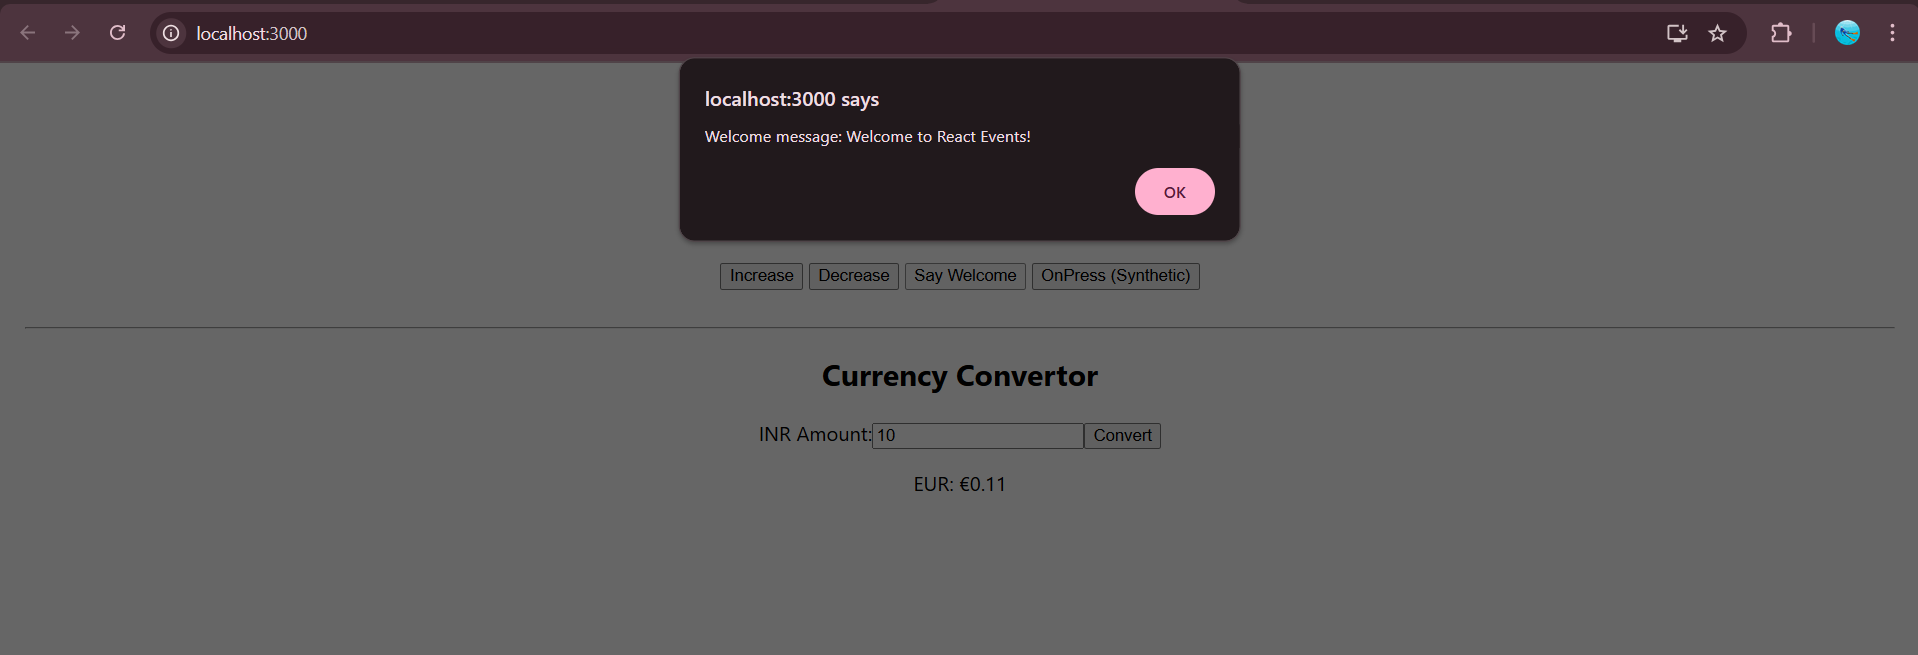 localhost:3000
localhost:3000 says
Welcome message: Welcome to React Events!
OK
Increase Decrease Say Welcome OnPress (Synthetic)
Currency Convertor
INR Amount: 10 Convert
EUR: €0.11